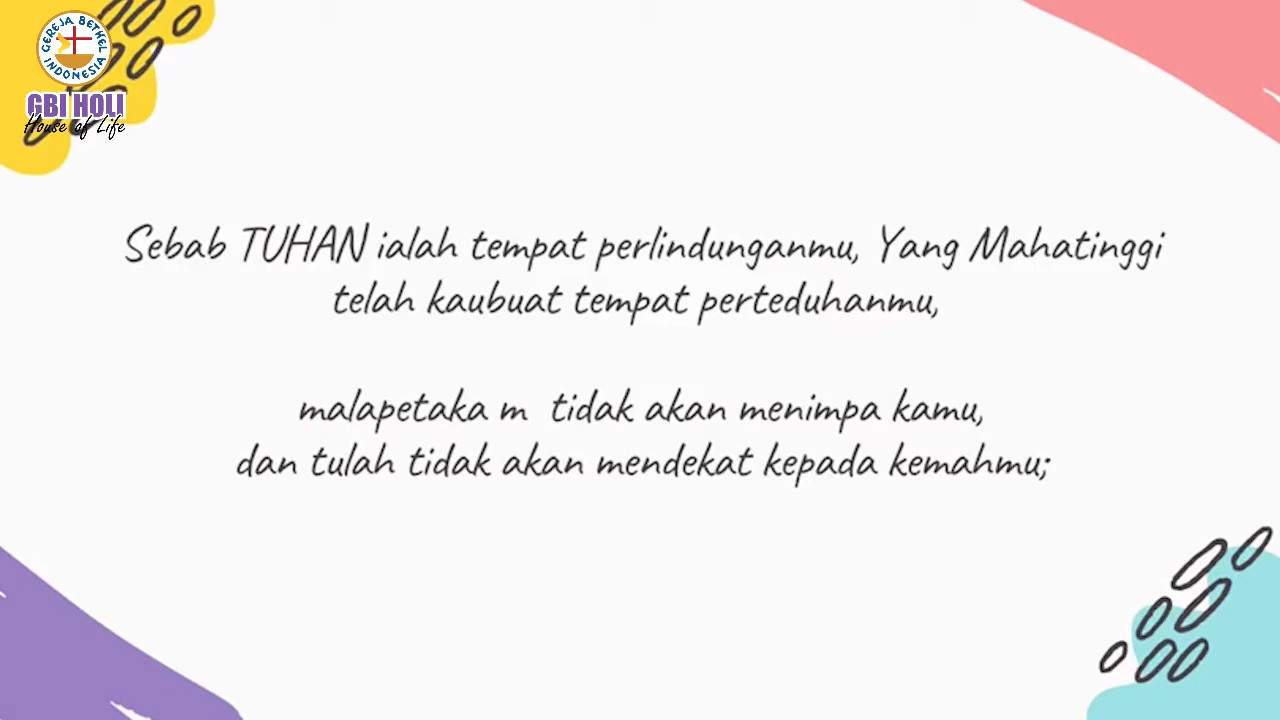 GEREJA BETHEL
INDONESIA
GBI HOLI
House of Life
Sebab TUHAN ialah tempat perlindunganmu, Yang Mahatinggi
telah kaubuat tempat perteduhanmu,
malapetaka m tidak akan menimpa kamu,
dan tulah tidak akan mendekat kepada kemahmu;